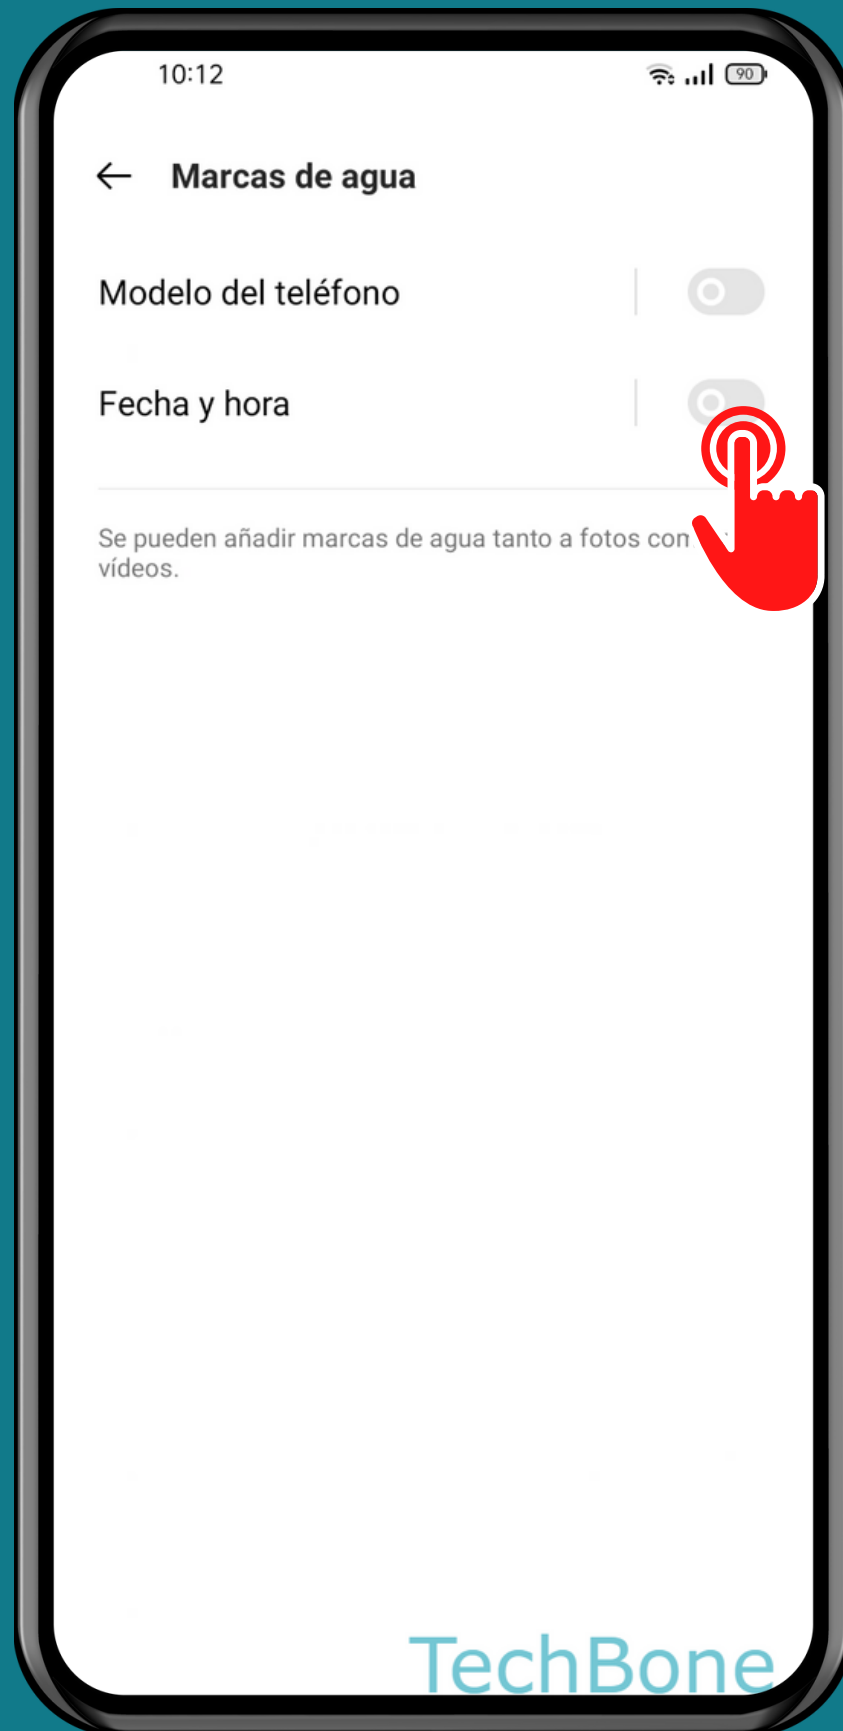 10:12
90
Marcas de agua
Modelo del teléfono
Fecha y hora
Se pueden añadir marcas de agua tanto a fotos
vídeos.
TechBone